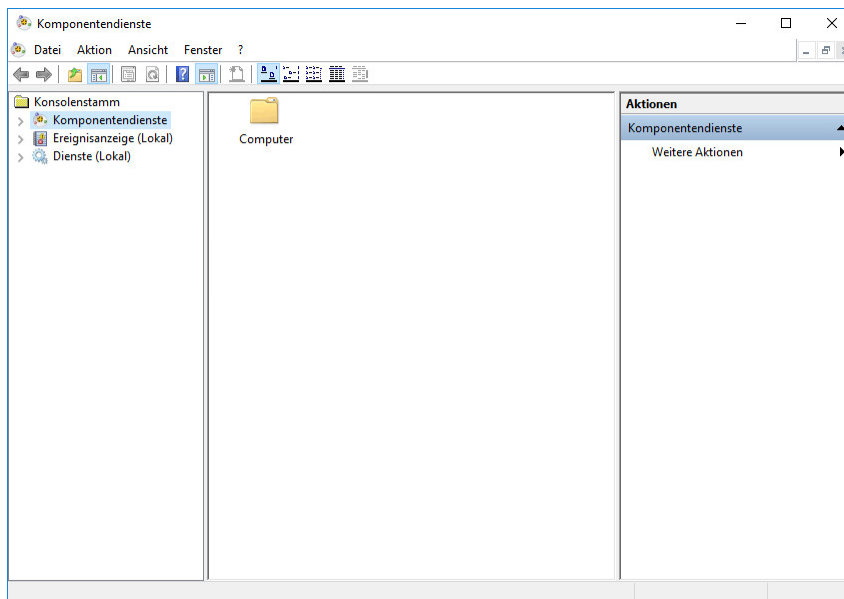 Komponentendienste
Datei Aktion Ansicht Fenster ?
Konsolenstamm
Komponentendienste
Ereignisanzeige (Lokal)
Dienste (Lokal)
Computer
Aktionen
Komponentendienste
Weitere Aktionen